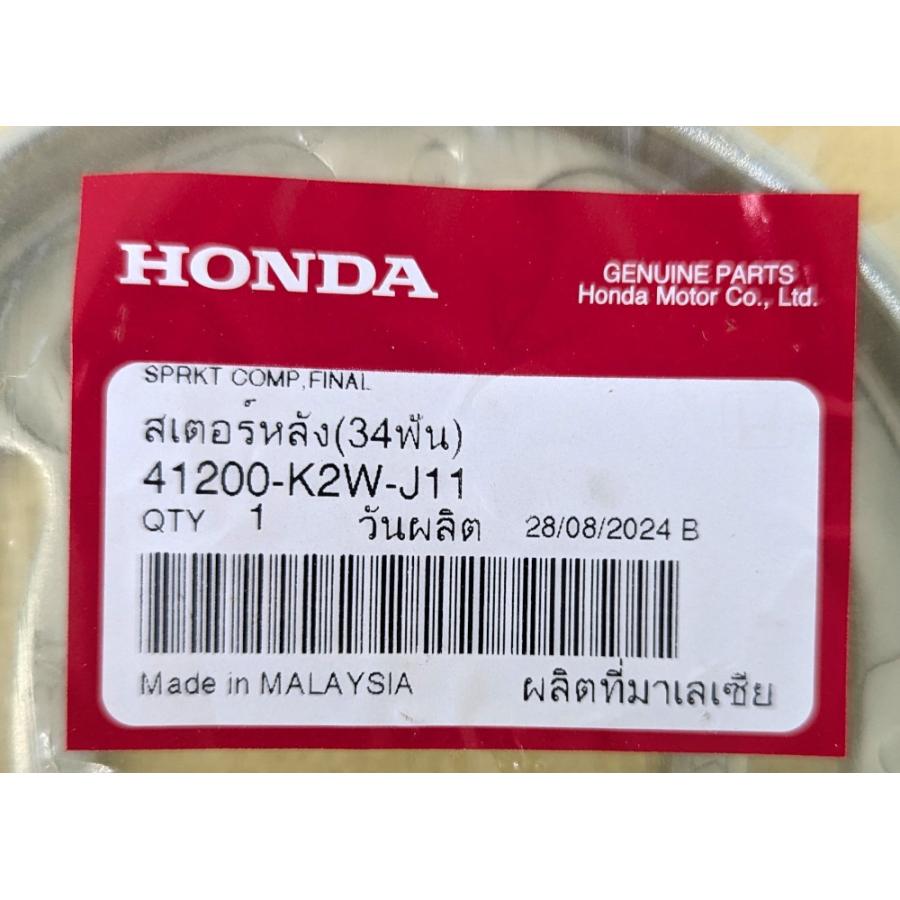 HONDA
GENUINE PARTS
Honda Motor Co., Ltd.
SPRKT COMP,FINAL
สเตอร์หลัง(34ฟัน)
41200-K2W-J11
QTY 1 วันผลิต 28/08/2024 B
Made in MALAYSIA ผลิตที่มาเลเซีย